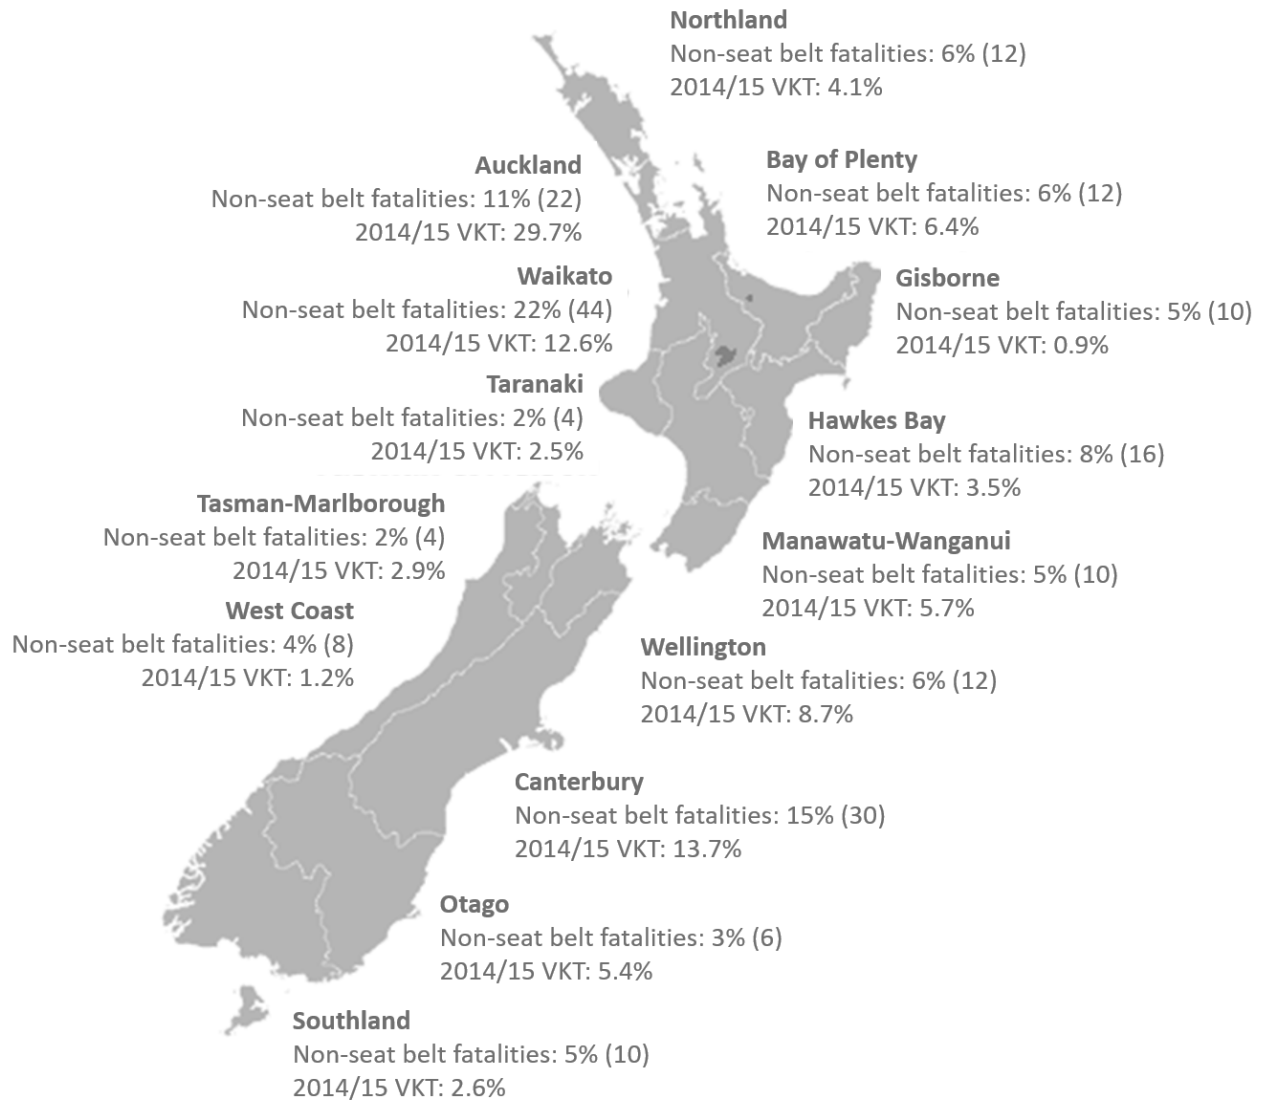 Northland
Non-seat belt fatalities: 6% (12)
2014/15 VKT: 4.1%
Auckland
Non-seat belt fatalities: 11% (22)
2014/15 VKT: 29.7%
Bay of Plenty
Non-seat belt fatalities: 6% (12)
2014/15 VKT: 6.4%
Waikato
Non-seat belt fatalities: 22% (44)
2014/15 VKT: 12.6%
Gisborne
Non-seat belt fatalities: 5% (10)
2014/15 VKT: 0.9%
Taranaki
Non-seat belt fatalities: 2% (4)
2014/15 VKT: 2.5%
Hawkes Bay
Non-seat belt fatalities: 8% (16)
2014/15 VKT: 3.5%
Tasman-Marlborough
Non-seat belt fatalities: 2% (4)
2014/15 VKT: 2.9%
Manawatu-Wanganui
Non-seat belt fatalities: 5% (10)
2014/15 VKT: 5.7%
West Coast
Non-seat belt fatalities: 4% (8)
2014/15 VKT: 1.2%
Wellington
Non-seat belt fatalities: 6% (12)
2014/15 VKT: 8.7%
Canterbury
Non-seat belt fatalities: 15% (30)
2014/15 VKT: 13.7%
Otago
Non-seat belt fatalities: 3% (6)
2014/15 VKT: 5.4%
Southland
Non-seat belt fatalities: 5% (10)
2014/15 VKT: 2.6%